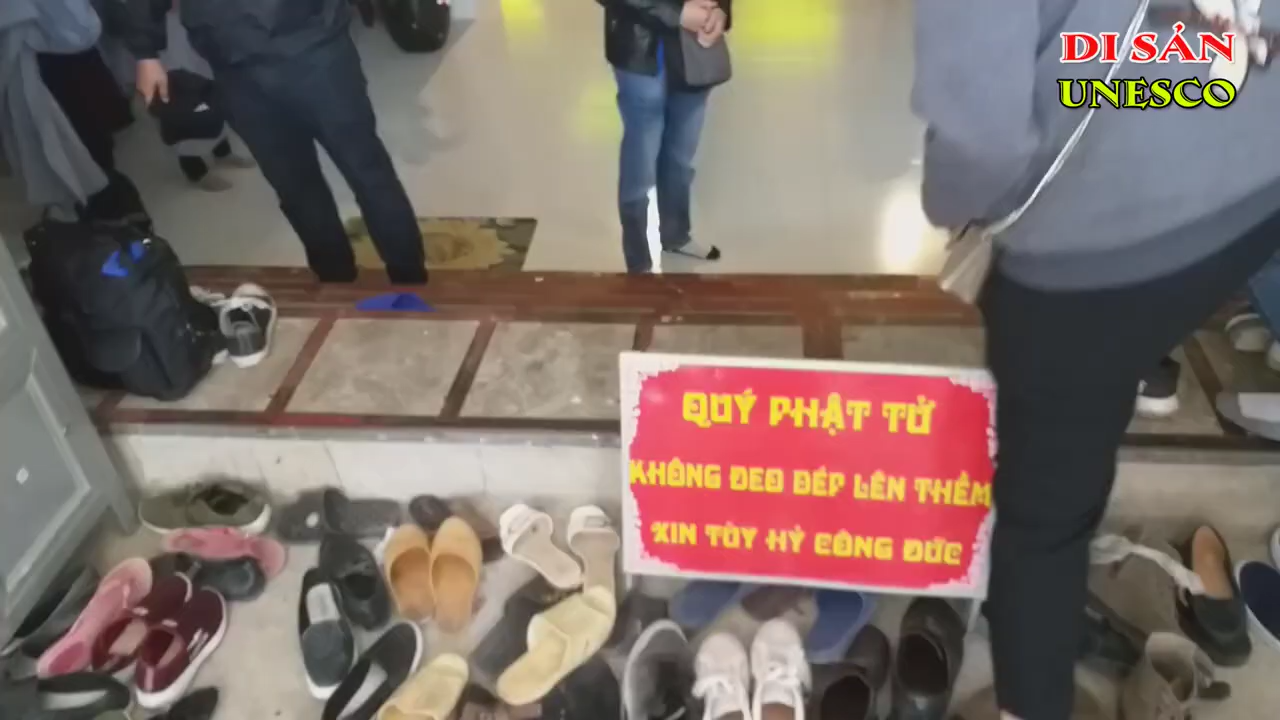 DI SẢN
UNESCO
QUÝ PHẬT TỬ
KHÔNG ĐEO DÉP LÊN THỀM
XIN TÙY HỶ CÔNG ĐỨC